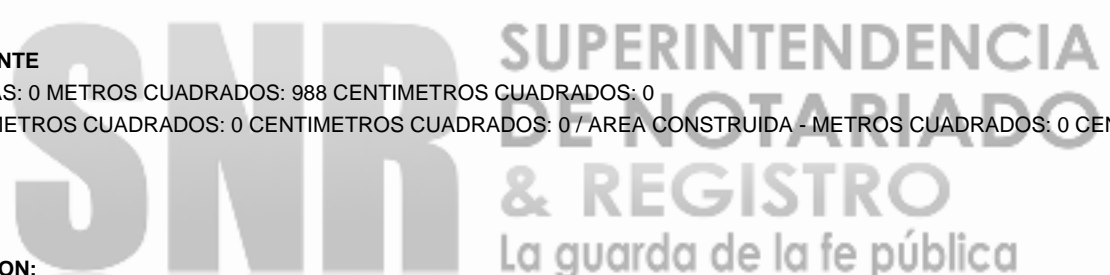 SNR
SUPERINTENDENCIA
DE NOTARIADO
& REGISTRO
La guarda de la fe pública
NTE
AS: 0 METROS CUADRADOS: 988 CENTIMETROS CUADRADOS: 0
METROS CUADRADOS: 0 CENTIMETROS CUADRADOS: 0 / AREA CONSTRUIDA - METROS CUADRADOS: 0 CEN
ON: